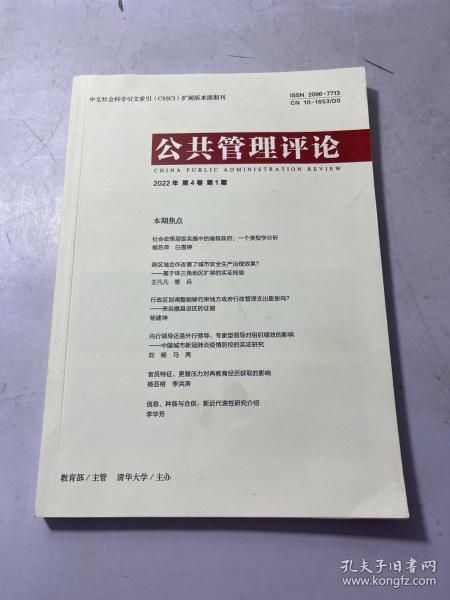 中文社会科学引文索引（CSSCI）扩展版来源期刊
ISSN 2096-7713
CN 10-1653/D0
公共管理评论
CHINA PUBLIC ADMINISTRATION REVIEW
2022年 第4卷 第1期
本期焦点
社会政策层级实施中的省级政府：一个类型学分析
杨苏萍 白雪婷
跨区域合作改善了城市安全生产治理效果？
——基于珠三角地区扩容的实证检验
王凡凡 曾兵
行政区划调整能够约束地方政府行政管理支出膨胀吗？
——来自撤县设区的证据
杨建坤
内行领导还是外行领导：专家型领导对组织绩效的影响
——中国城市新冠肺炎疫情防控的实证研究
刘杨 马亮
官员特征、更替压力对再教育经历获取的影响
杨芸榕 李洪涛
信息、种族与合供：新近代表性研究介绍
李华芳
教育部/主管 清华大学/主办
孔夫子旧书网
www.kongfz.com